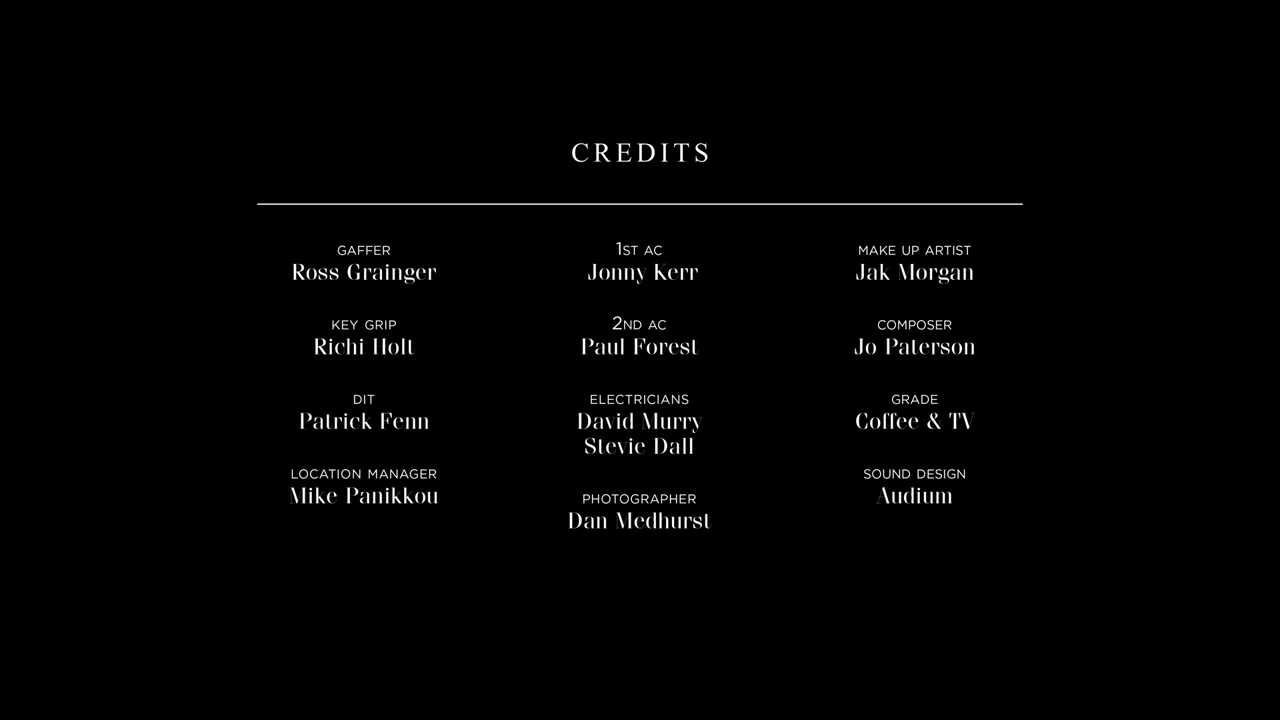 CREDITS
GAFFER
Ross Grainger
KEY GRIP
Richi Holt
DIT
Patrick Fenn
LOCATION MANAGER
Mike Panikkou
1ST AC
Jonny Kerr
2ND AC
Paul Forest
ELECTRICIANS
David Murry
Stevie Dall
PHOTOGRAPHER
Dan Medhurst
MAKE UP ARTIST
Jak Morgan
COMPOSER
Jo Paterson
GRADE
Coffee & TV
SOUND DESIGN
Audium